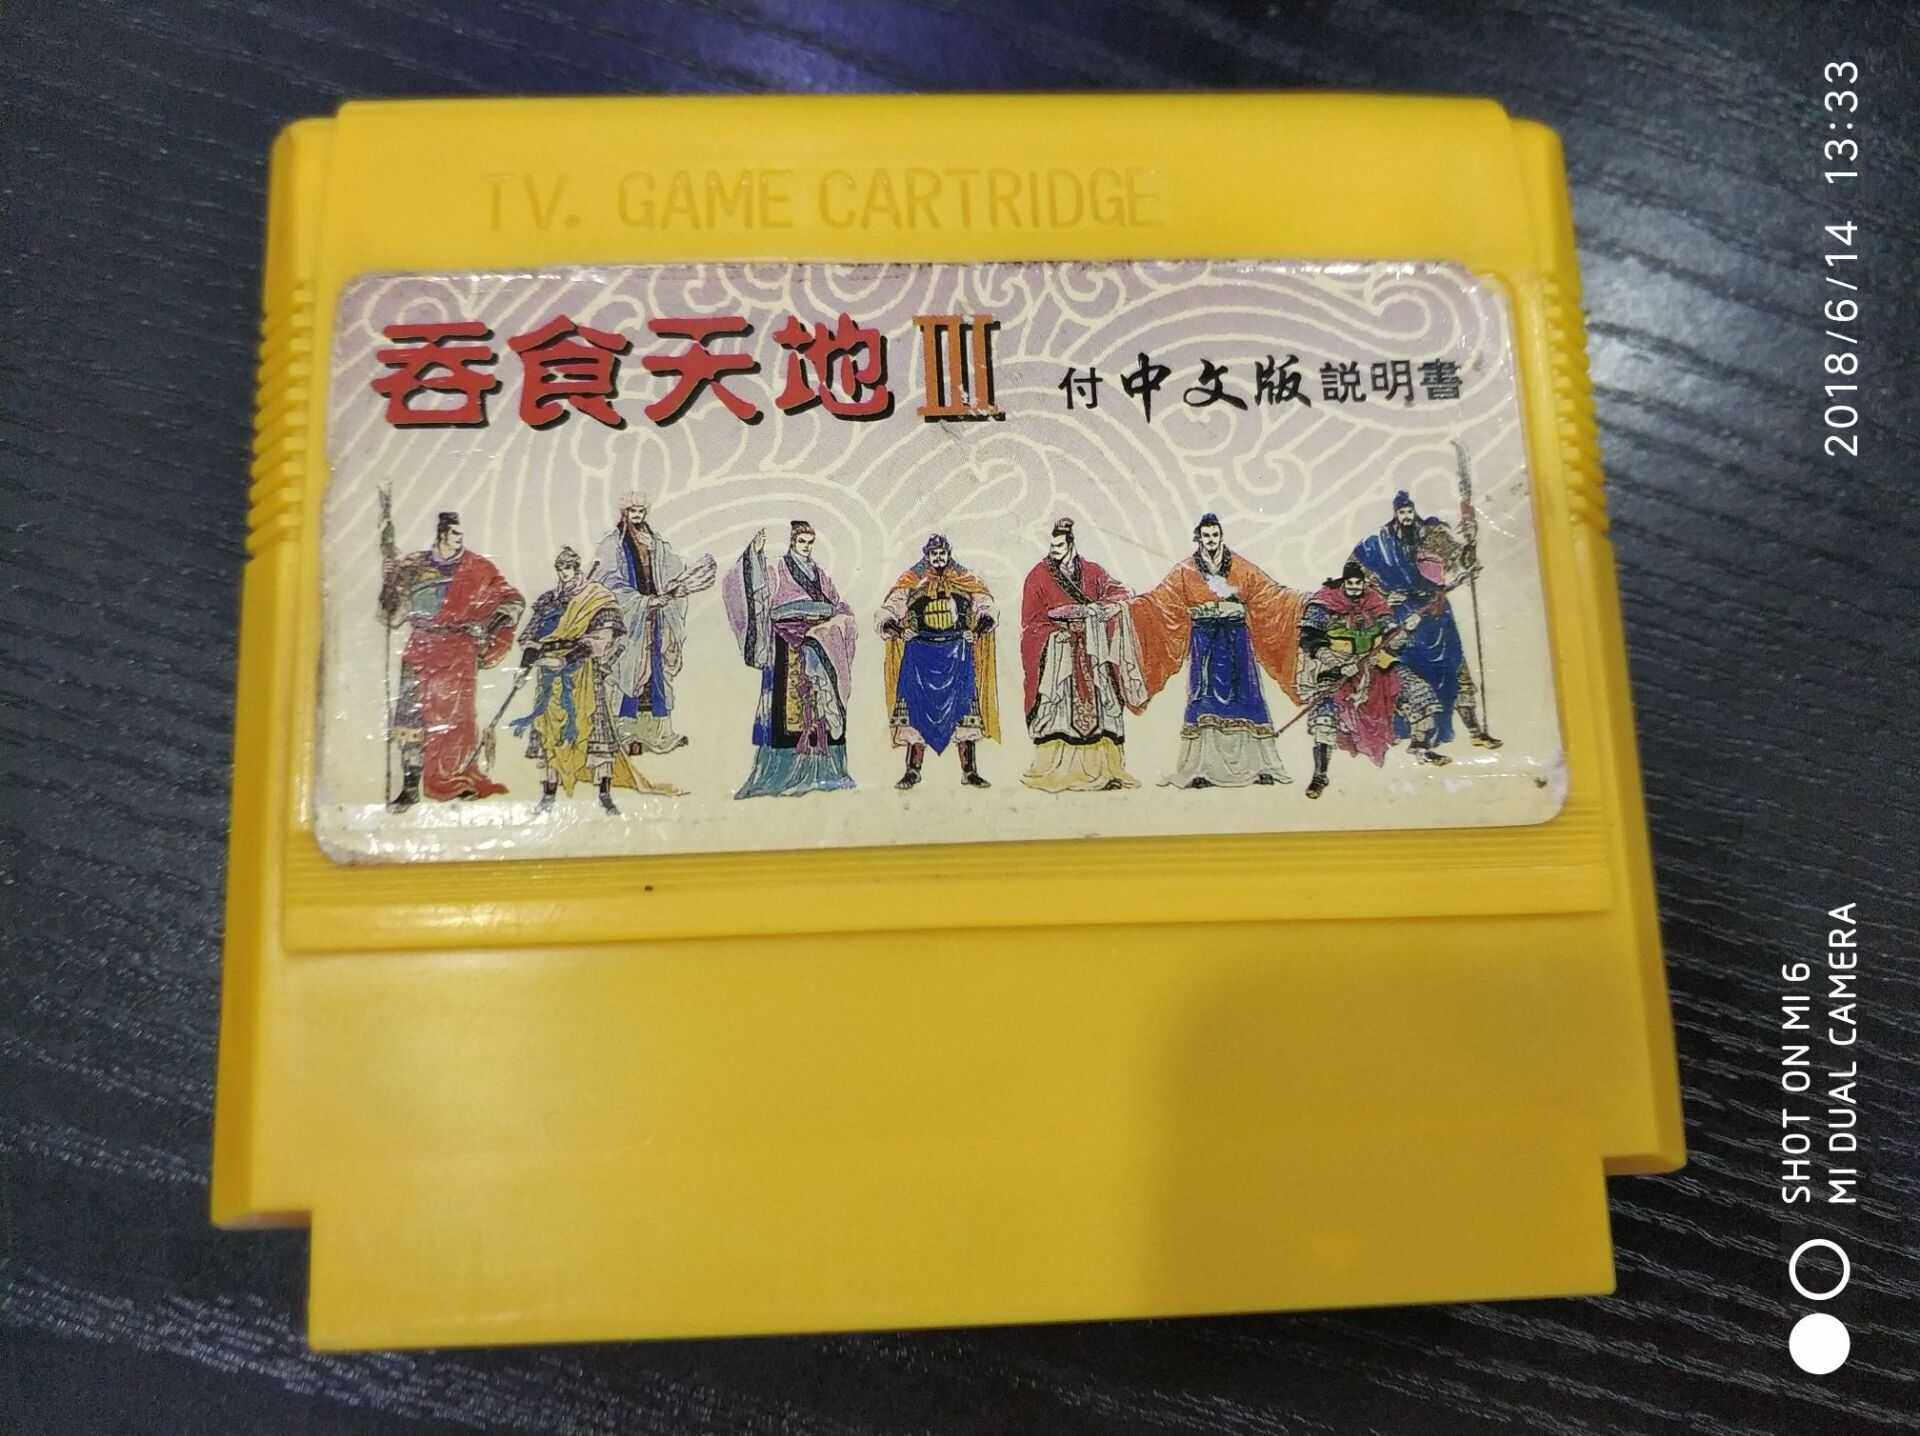 TV. GAME CARTRIDGE
吞食天地III
付中文版説明書
2018/6/14 13:33
SHOT ON MI 6
MI DUAL CAMERA